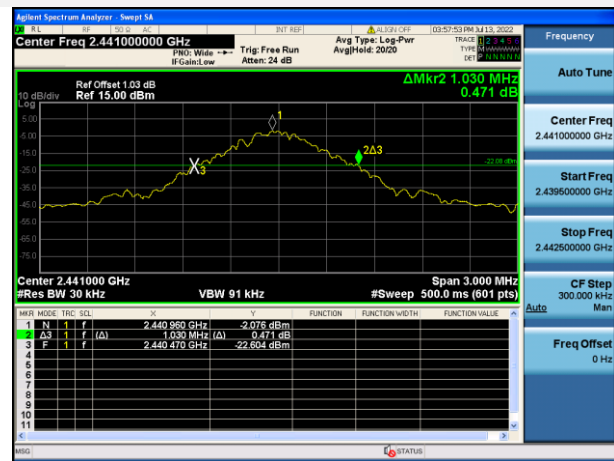 Agilent Spectrum Analyzer - Swept SA
RL RF 50 Ω AC INT REF ALIGN OFF 03:57:53 PM Jul 13, 2022
Center Freq 2.441000000 GHz
PNO: Wide
IFGain:Low
Trig: Free Run
Atten: 24 dB
Avg Type: Log-Pwr
Avg|Hold: 20/20
TRACE 1 2 3 4 5 6
TYPE M
DET P N N N N N
Frequency
Auto Tune
Center Freq
2.441000000 GHz
Start Freq
2.439500000 GHz
Stop Freq
2.442500000 GHz
CF Step
300.000 kHz
Auto Man
Freq Offset
0 Hz
Ref Offset 1.03 dB
Ref 15.00 dBm
10 dB/div
Log
ΔMkr2 1.030 MHz
0.471 dB
5.00
-5.00
-15.0
-25.0
-35.0
-45.0
-55.0
-65.0
-75.0
1
2Δ3
3
-22.08 dBm
Center 2.441000 GHz
Span 3.000 MHz
#Res BW 30 kHz
VBW 91 kHz
#Sweep 500.0 ms (601 pts)
MKR MODE TRC SCL X Y FUNCTION FUNCTION WIDTH FUNCTION VALUE
1 N 1 f 2.440 960 GHz -2.076 dBm
2 Δ3 1 f (Δ) 1.030 MHz (Δ) 0.471 dB
3 F 1 f 2.440 470 GHz -22.604 dBm
4
5
6
7
8
9
10
11
MSG
STATUS